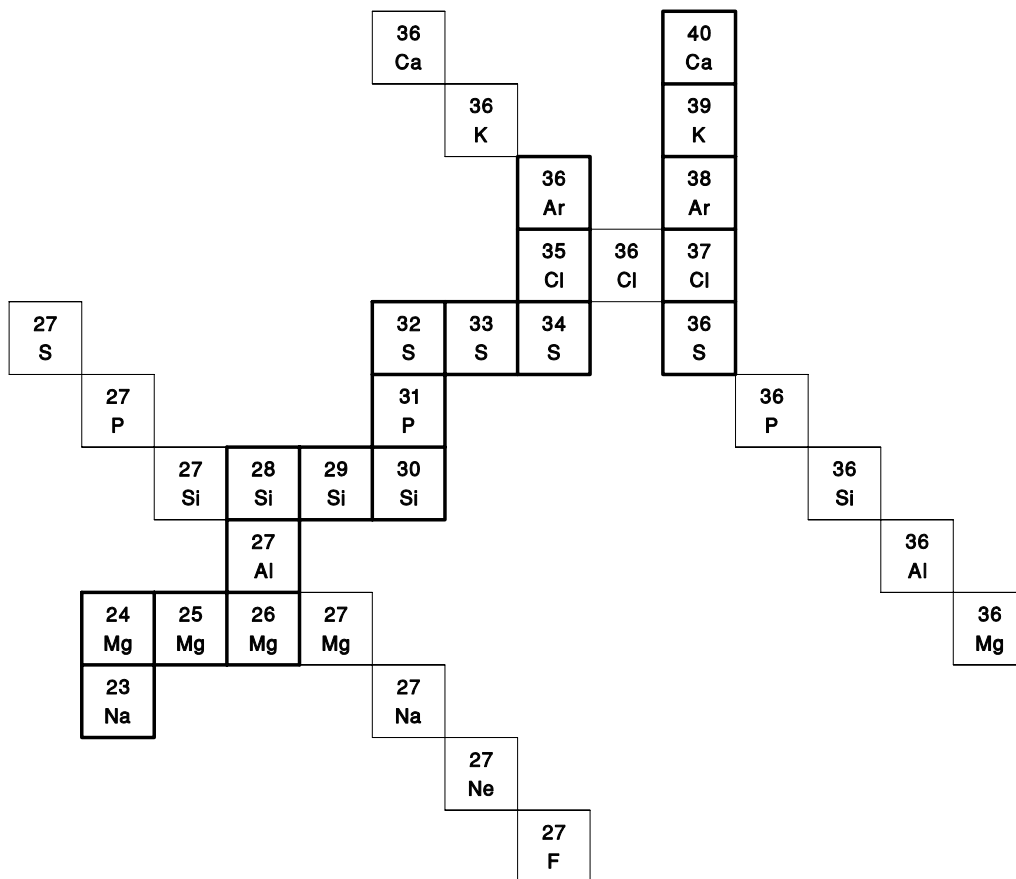 36 40
Ca Ca
36 39
K K
36 38
Ar Ar
35 36 37
Cl Cl Cl
27 32 33 34 36
S S S S S
27 31 36
P P P
27 28 29 30 36
Si Si Si Si Si
27 36
Al Al
24 25 26 27 36
Mg Mg Mg Mg Mg
23 27
Na Na
27
Ne
27
F